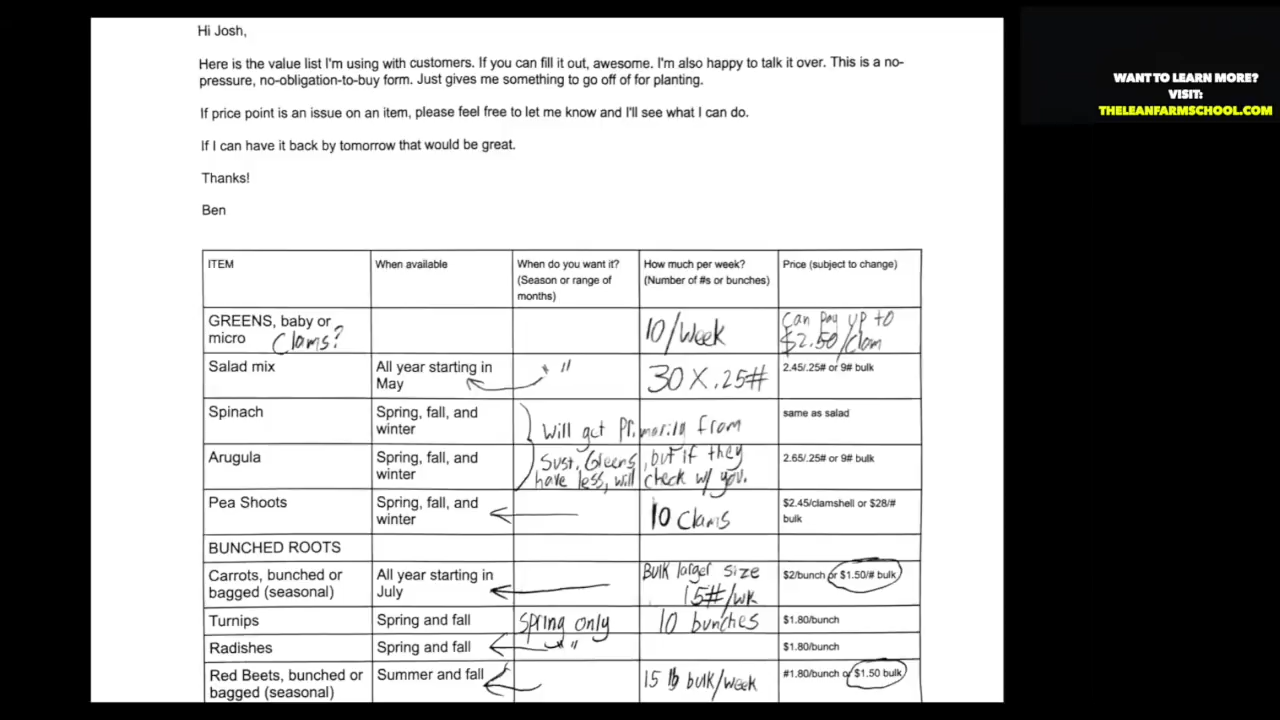 Hi Josh,
Here is the value list I'm using with customers. If you can fill it out, awesome. I'm also happy to talk it over. This is a no-
pressure, no-obligation-to-buy form. Just gives me something to go off of for planting.
If price point is an issue on an item, please feel free to let me know and I'll see what I can do.
If I can have it back by tomorrow that would be great.
Thanks!
Ben
WANT TO LEARN MORE?
VISIT:
THELEANFARMSCHOOL.COM
ITEM
When available
When do you want it?
(Season or range of
months)
How much per week?
(Number of #s or bunches)
Price (subject to change)
GREENS, baby or
micro Clams?
10/week
Can pay up to
$2.50/clam
Salad mix
All year starting in
May
"
30 X .25#
2.45/.25# or 9# bulk
Spinach
Spring, fall, and
winter
same as salad
Will get Primarily from
Sust. Greens, but if they
have less, will check w/ you.
Arugula
Spring, fall, and
winter
2.65/.25# or 9# bulk
Pea Shoots
Spring, fall, and
winter
10 Clams
$2.45/clamshell or $28/#
bulk
BUNCHED ROOTS
Carrots, bunched or
bagged (seasonal)
All year starting in
July
Bulk larger size
15#/wk
$2/bunch or $1.50/# bulk
Turnips
Spring and fall
Spring only
10 bunches
$1.80/bunch
Radishes
Spring and fall
"
$1.80/bunch
Red Beets, bunched or
bagged (seasonal)
Summer and fall
15 lb bulk/week
#1.80/bunch or $1.50 bulk